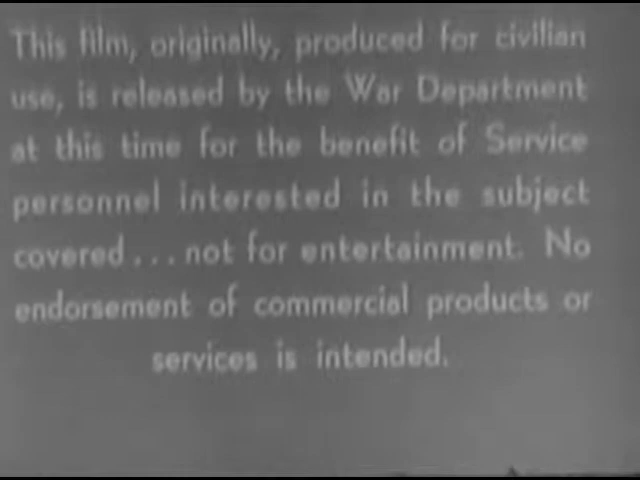 This film, originally, produced for civilian
use, is released by the War Department
at this time for the benefit of Service
personnel interested in the subject
covered...not for entertainment. No
endorsement of commercial products or
services is intended.